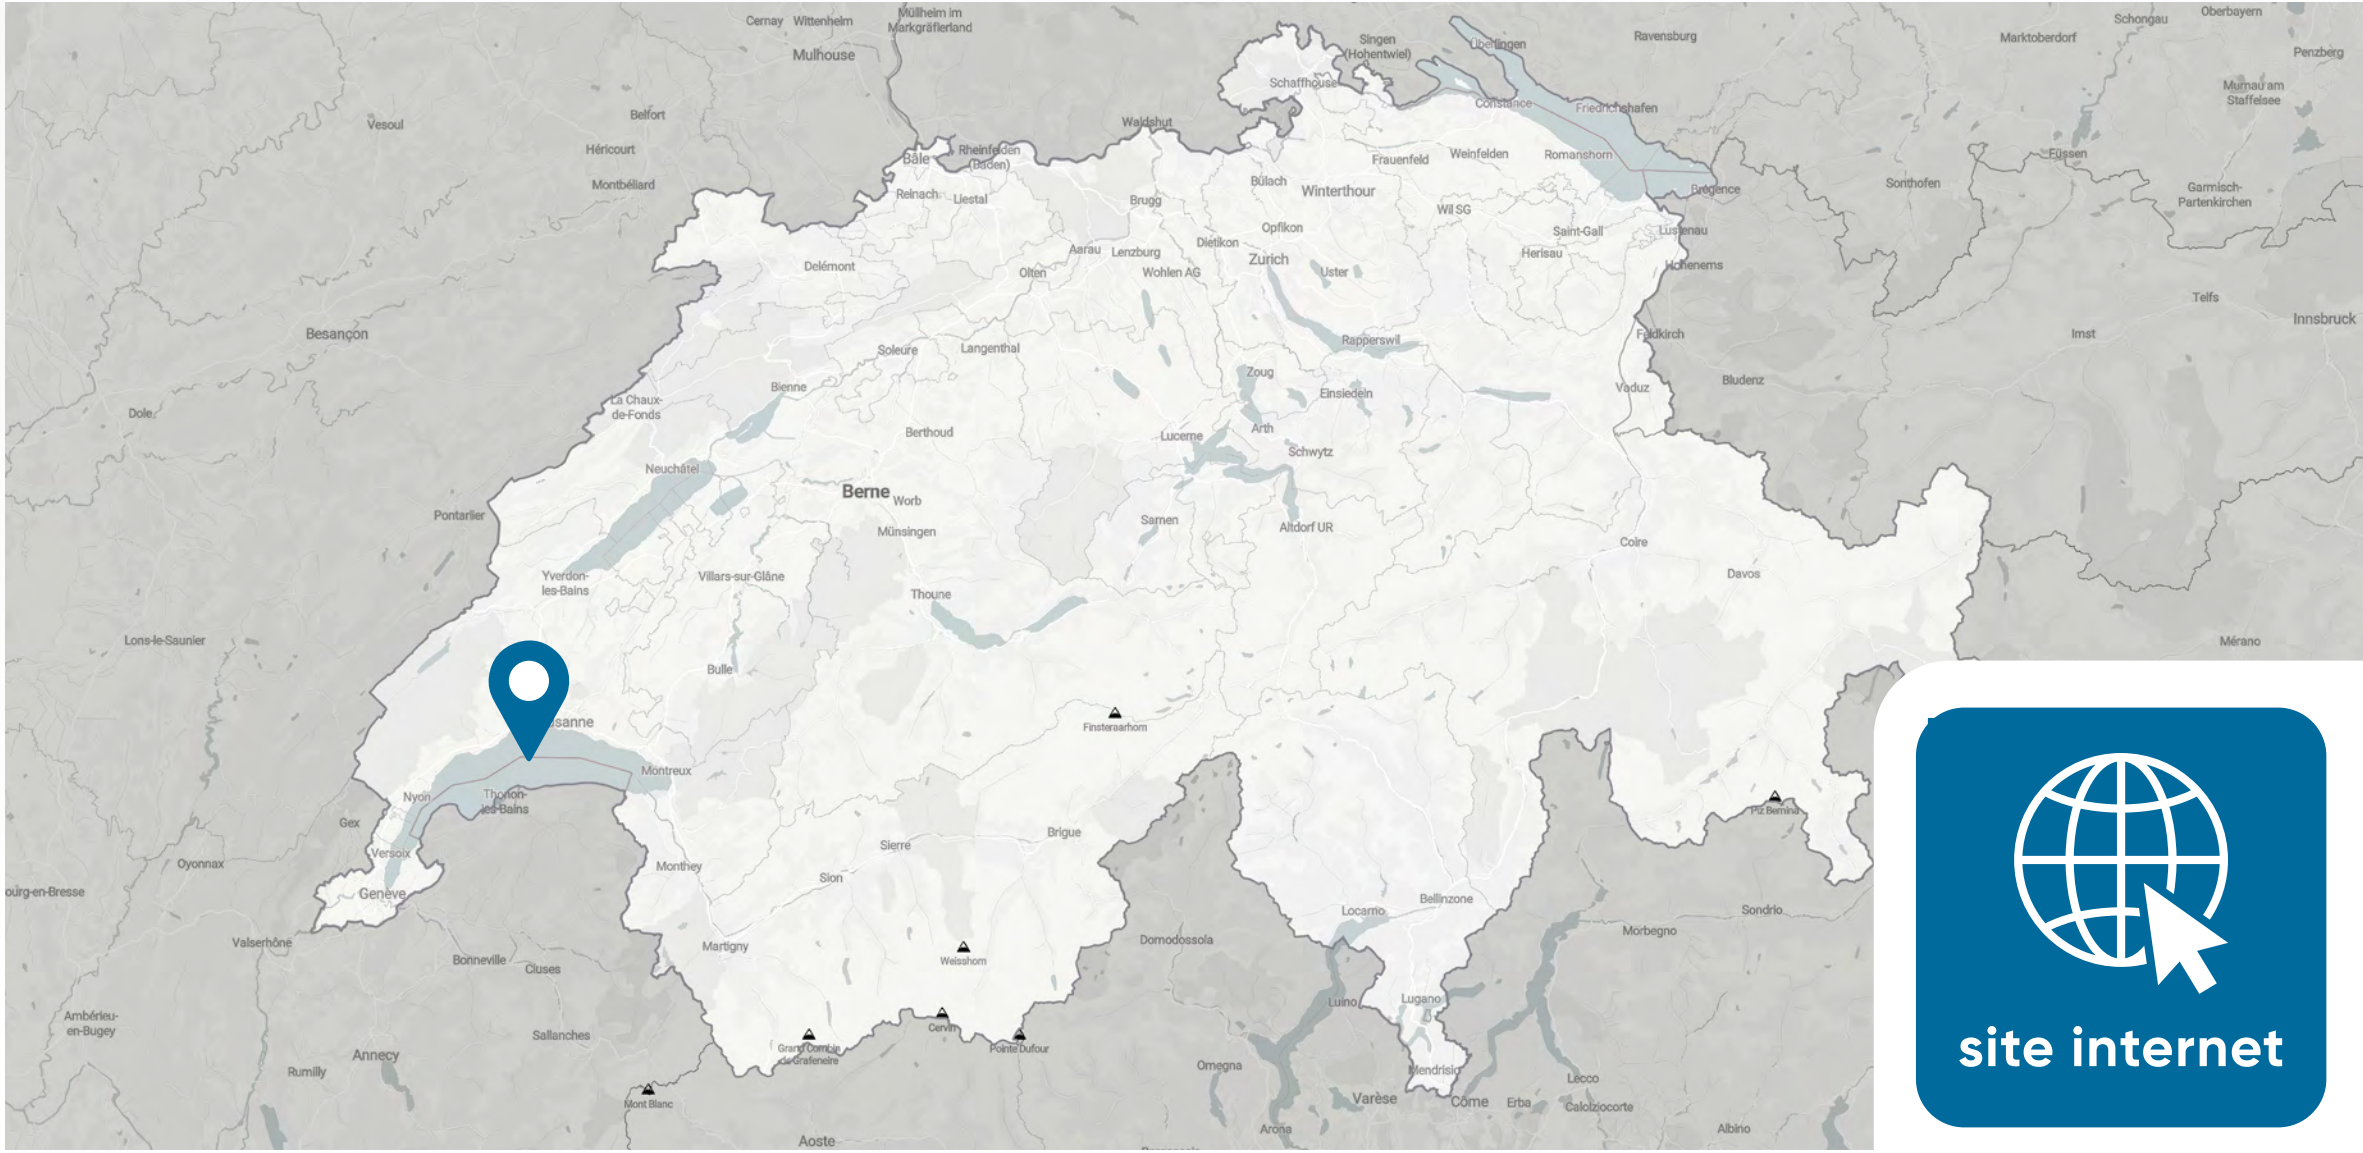 Cernay
Wittenheim
Müllheim im
Markgräflerland
Mulhouse
Singen
(Hohentwiel)
Überlingen
Ravensburg
Marktoberdorf
Schongau
Oberbayern
Penzberg
Murnau am
Staffelsee
Schaffhouse
Constance
Friedrichshafen
Vesoul
Belfort
Waldshut
Héricourt
Bâle
Rheinfelden
(Baden)
Frauenfeld
Weinfelden
Romanshorn
Füssen
Montbéliard
Reinach
Liestal
Brugg
Bülach
Winterthour
Brégence
Sonthofen
Garmisch-
Partenkirchen
Wil SG
Opfikon
Saint-Gall
Lustenau
Aarau
Lenzburg
Dietikon
Zurich
Herisau
Hohenems
Delémont
Olten
Wohlen AG
Uster
Telfs
Besançon
Innsbruck
Feldkirch
Imst
Soleure
Langenthal
Rapperswil
Bienne
Zoug
Einsiedeln
Vaduz
Bludenz
Dole
La Chaux-
de-Fonds
Berthoud
Lucerne
Arth
Schwytz
Neuchâtel
Berne
Worb
Pontarlier
Münsingen
Sarnen
Altdorf UR
Coire
Davos
Yverdon-
les-Bains
Villars-sur-Glâne
Thoune
Lons-le-Saunier
Mérano
Bulle
sanne
Finsteraarhorn
Montreux
Nyon
Thonon-
les-Bains
Piz Bernina
Gex
Versoix
Sierre
Brigue
Oyonnax
Monthey
Sion
ourg-en-Bresse
Genève
Bellinzone
Locarno
Sondrio
Valserhône
Martigny
Domodossola
Morbegno
Bonneville
Cluses
Weisshorn
Luino
Lugano
Ambérieu-
en-Bugey
Sallanches
Cervin
Grand Combin
de Grafeneire
Pointe Dufour
Annecy
Rumilly
Omegna
Mendrisio
Lecco
Mont Blanc
Varèse
Côme
Erba
Calolziocorte
Aoste
Arona
Albino
site internet